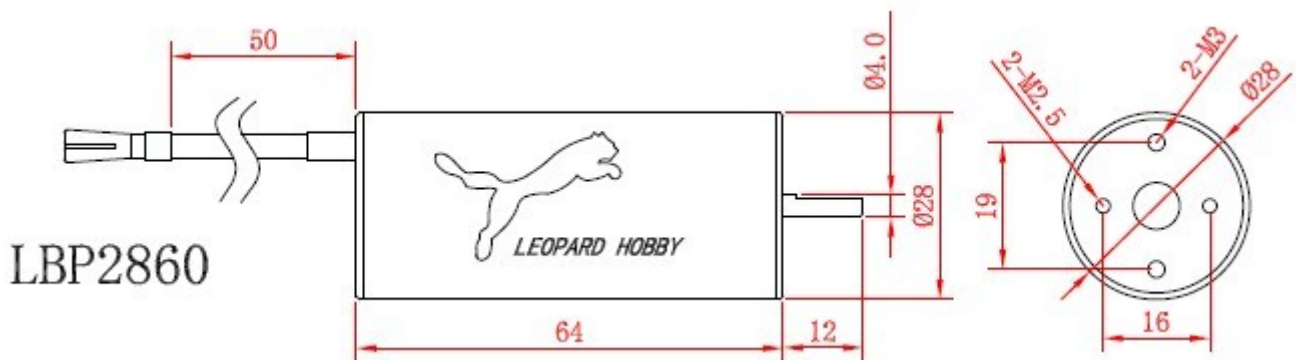 50
Ø4.0
2-M3
2-M2.5
Ø28
19
Ø28
LEOPARD HOBBY
LBP2860
64
12
16